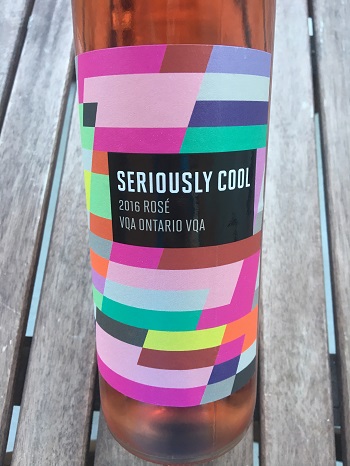 SERIOUSLY COOL
2016 ROSÉ
VQA ONTARIO VQA